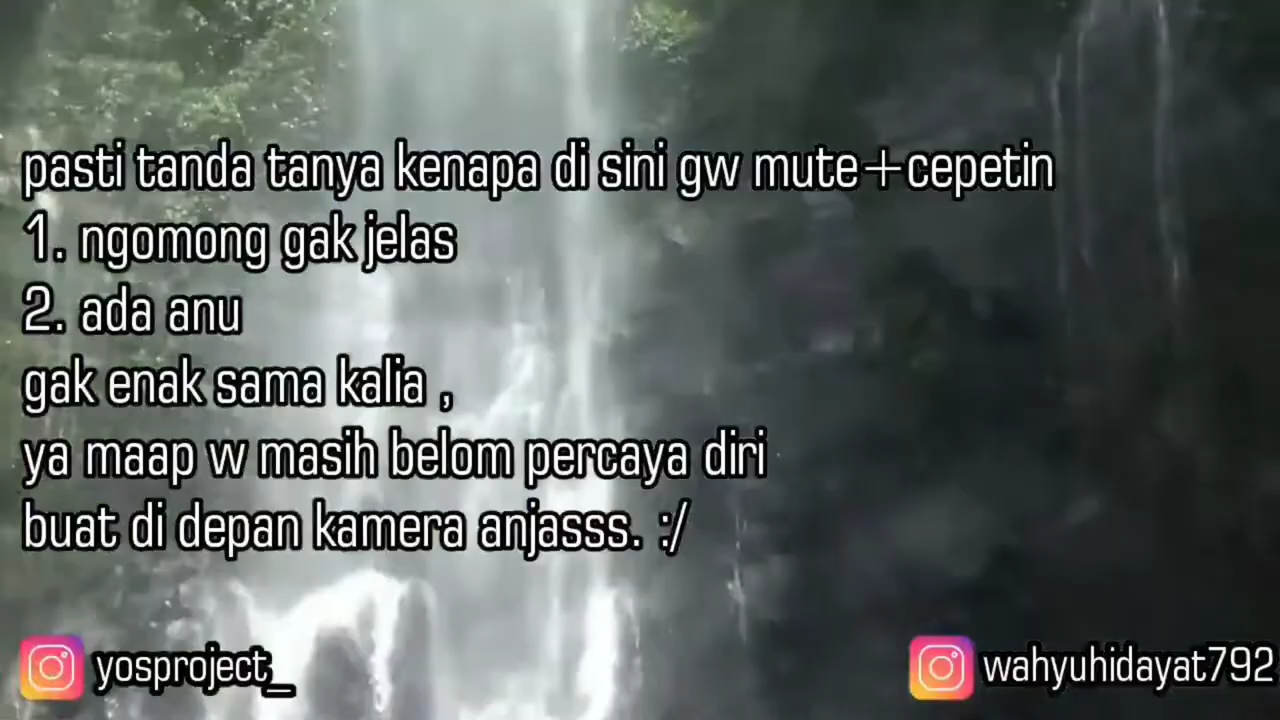 pasti tanda tanya kenapa di sini gw mute+cepetin
1. ngomong gak jelas
2. ada anu
gak enak sama kalia ,
ya maap w masih belom percaya diri
buat di depan kamera anjasss. :/
yosproject_
wahyuhidayat792